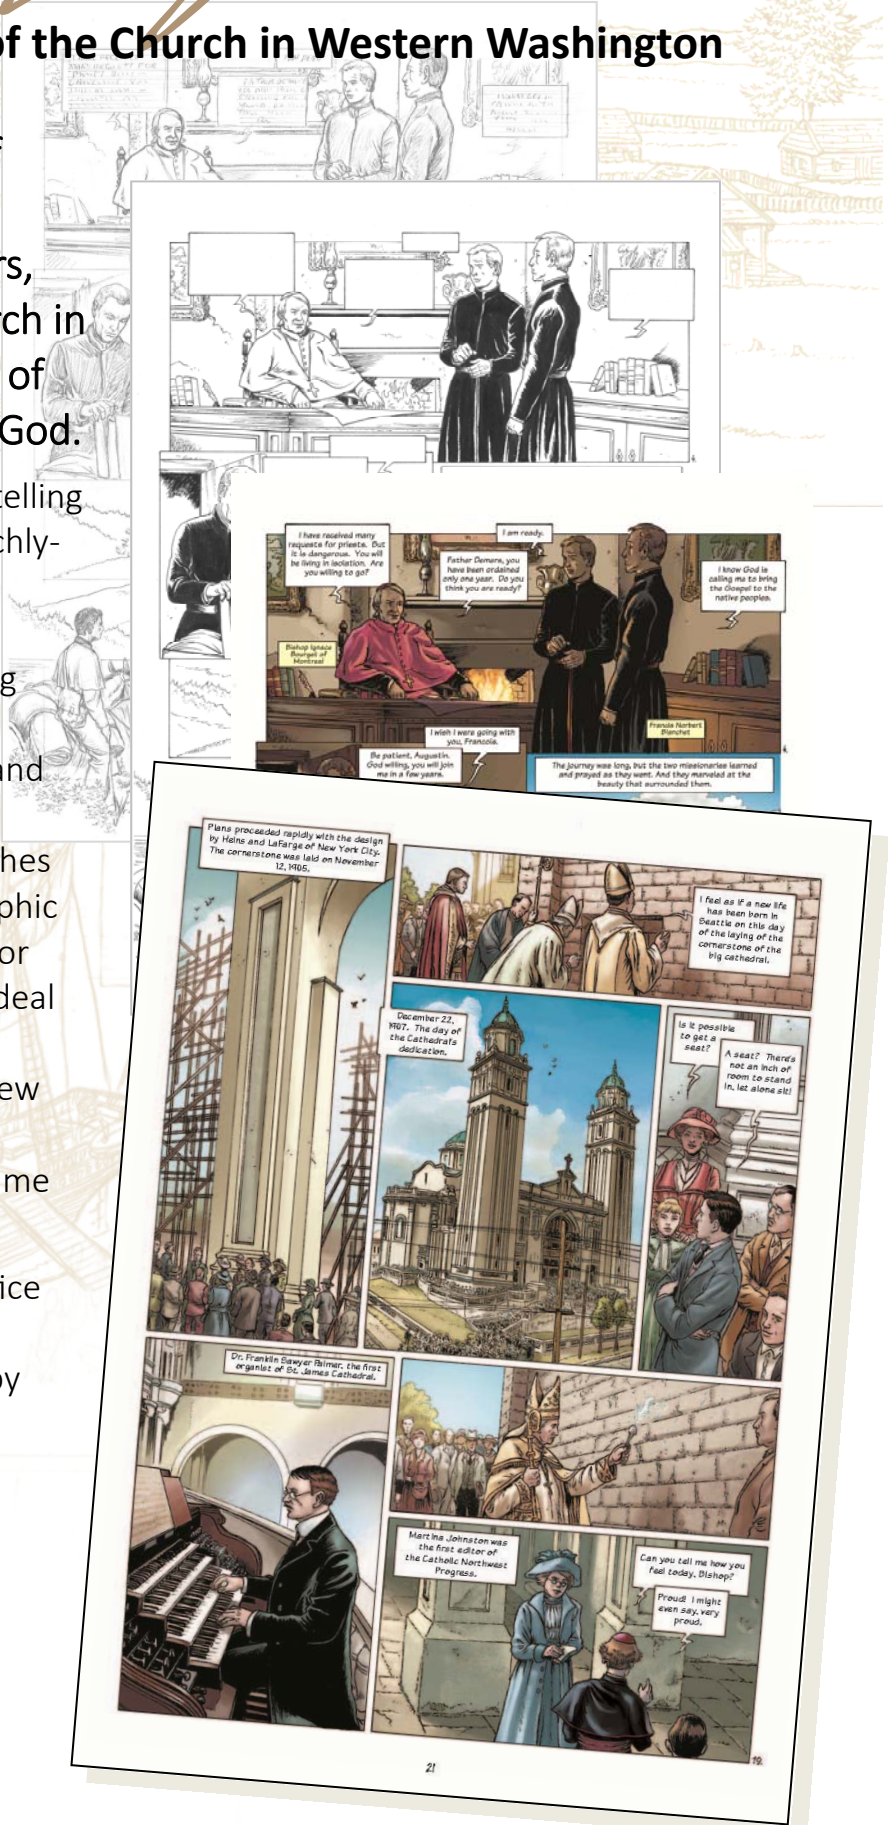 of the Church in Western Washington
f
rs,
rch in
of
God.
telling
chly-
g
and
hes
phic
or
deal
ew
me
ice
by
I have received many
requests for priests. But
it is dangerous. You will
be living in isolation. Are
you willing to go?
I am ready.
Father Demers, you
have been ordained
only one year. Do you
think you are ready?
I know God is
calling me to bring
the Gospel to the
native peoples.
Bishop Ignace
Bourget of
Montreal
Francis Norbert
Blanchet
I wish I were going with
you, Francois.
Be patient, Augustin.
God willing, you will join
me in a few years.
The journey was long, but the two missionaries learned
and prayed as they went. And they marveled at the
beauty that surrounded them.
Plans proceeded rapidly with the design
by Heins and LaFarge of New York City.
The cornerstone was laid on November
12, 1905.
I feel as if a new life
has been born in
Seattle on this day
of the laying of the
cornerstone of the
big cathedral.
December 22,
1907. The day of
the Cathedral's
dedication.
Is it possible
to get a
seat?
A seat? There's
not an inch of
room to stand
in, let alone sit!
Dr. Franklin Sawyer Palmer, the first
organist of St. James Cathedral.
Martina Johnston was
the first editor of
the Catholic Northwest
Progress.
Can you tell me how you
feel today, Bishop?
Proud! I might
even say, very
proud.
19.
21